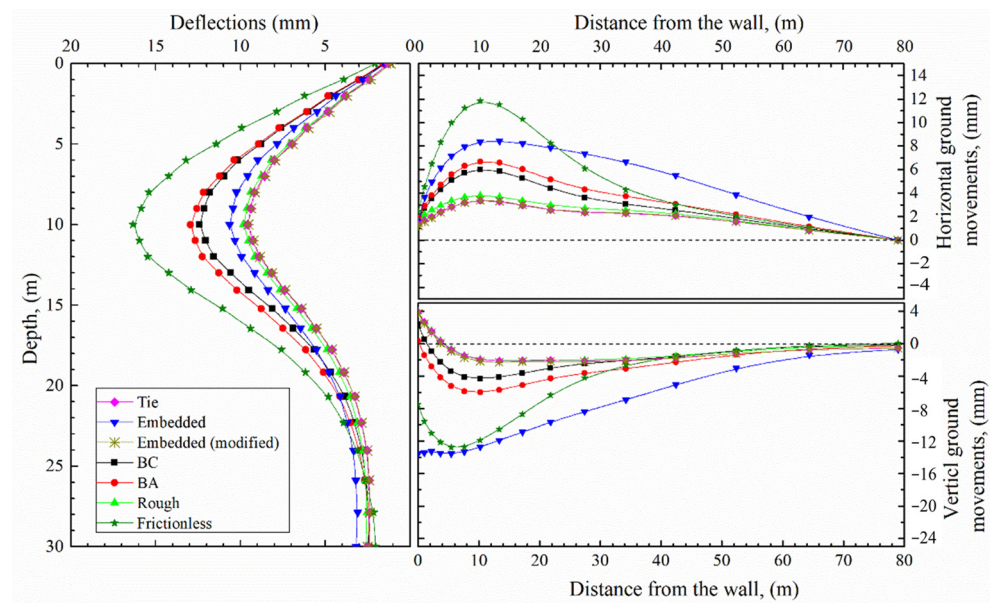 Deflections (mm)
Distance from the wall, (m)
20 15 10 5 00 10 20 30 40 50 60 70 80
0
5
10
15
20
25
30
Depth, (m)
Tie
Embedded
Embedded (modified)
BC
BA
Rough
Frictionless
14
12
10
8
6
4
2
0
−2
−4
Horizontal ground
movements, (mm)
4
0
−4
−8
−12
−16
−20
−24
Verticl ground
movements, (mm)
0 10 20 30 40 50 60 70 80
Distance from the wall, (m)